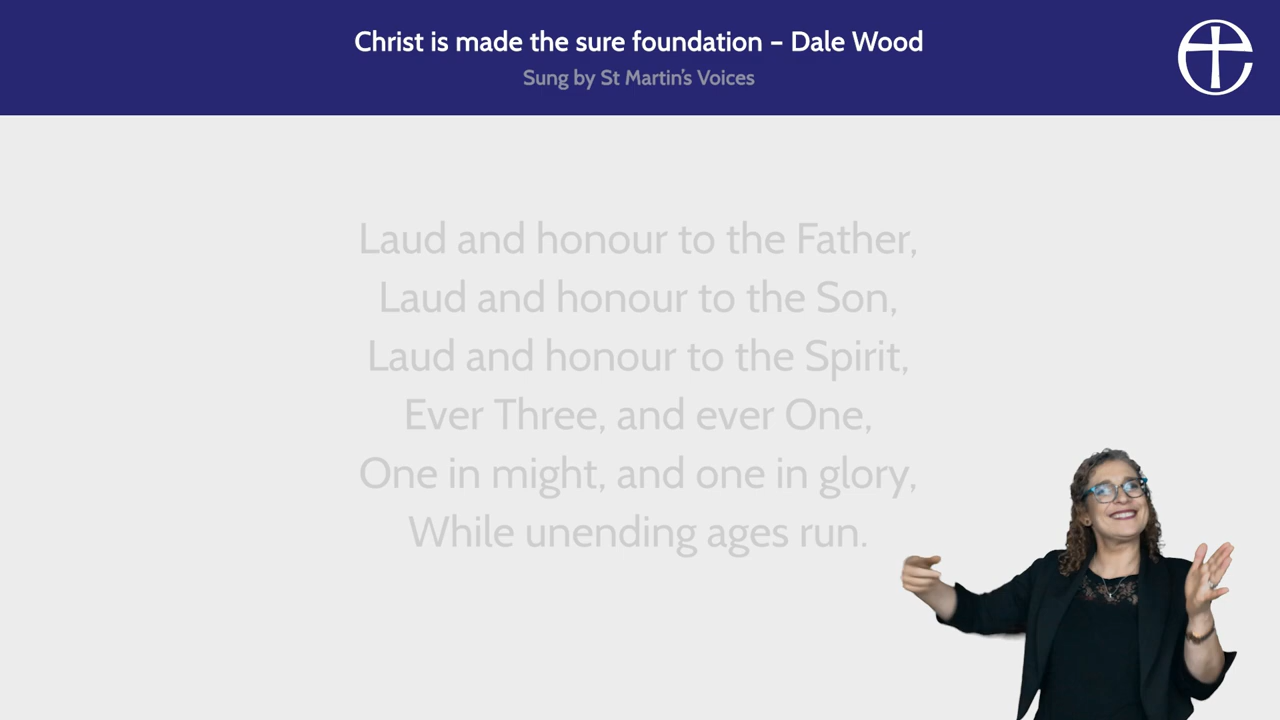 Christ is made the sure foundation – Dale Wood
Sung by St Martin's Voices
Laud and honour to the Father,
Laud and honour to the Son,
Laud and honour to the Spirit,
Ever Three, and ever One,
One in might, and one in glory,
While unending ages run.